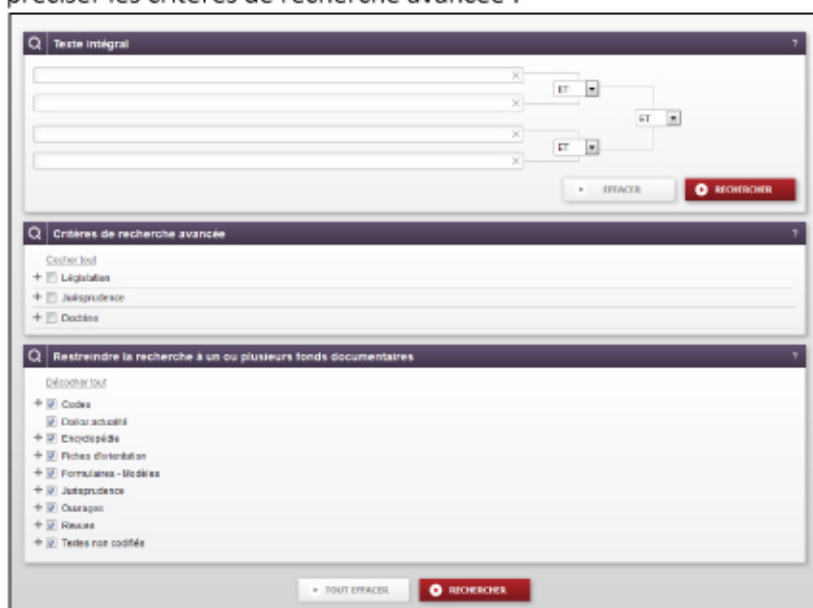 préciser les critères de recherche avancée :
Texte intégral ?
ET
ET
ET
EFFACER RECHERCHER
Critères de recherche avancée ?
Cocher tout
Législation
Jurisprudence
Doctrine
Restreindre la recherche à un ou plusieurs fonds documentaires ?
Décocher tout
Codes
Dalloz actualité
Encyclopédie
Fiches d'orientation
Formulaires - Modèles
Jurisprudence
Ouvrages
Revues
Textes non codifiés
TOUT EFFACER RECHERCHER